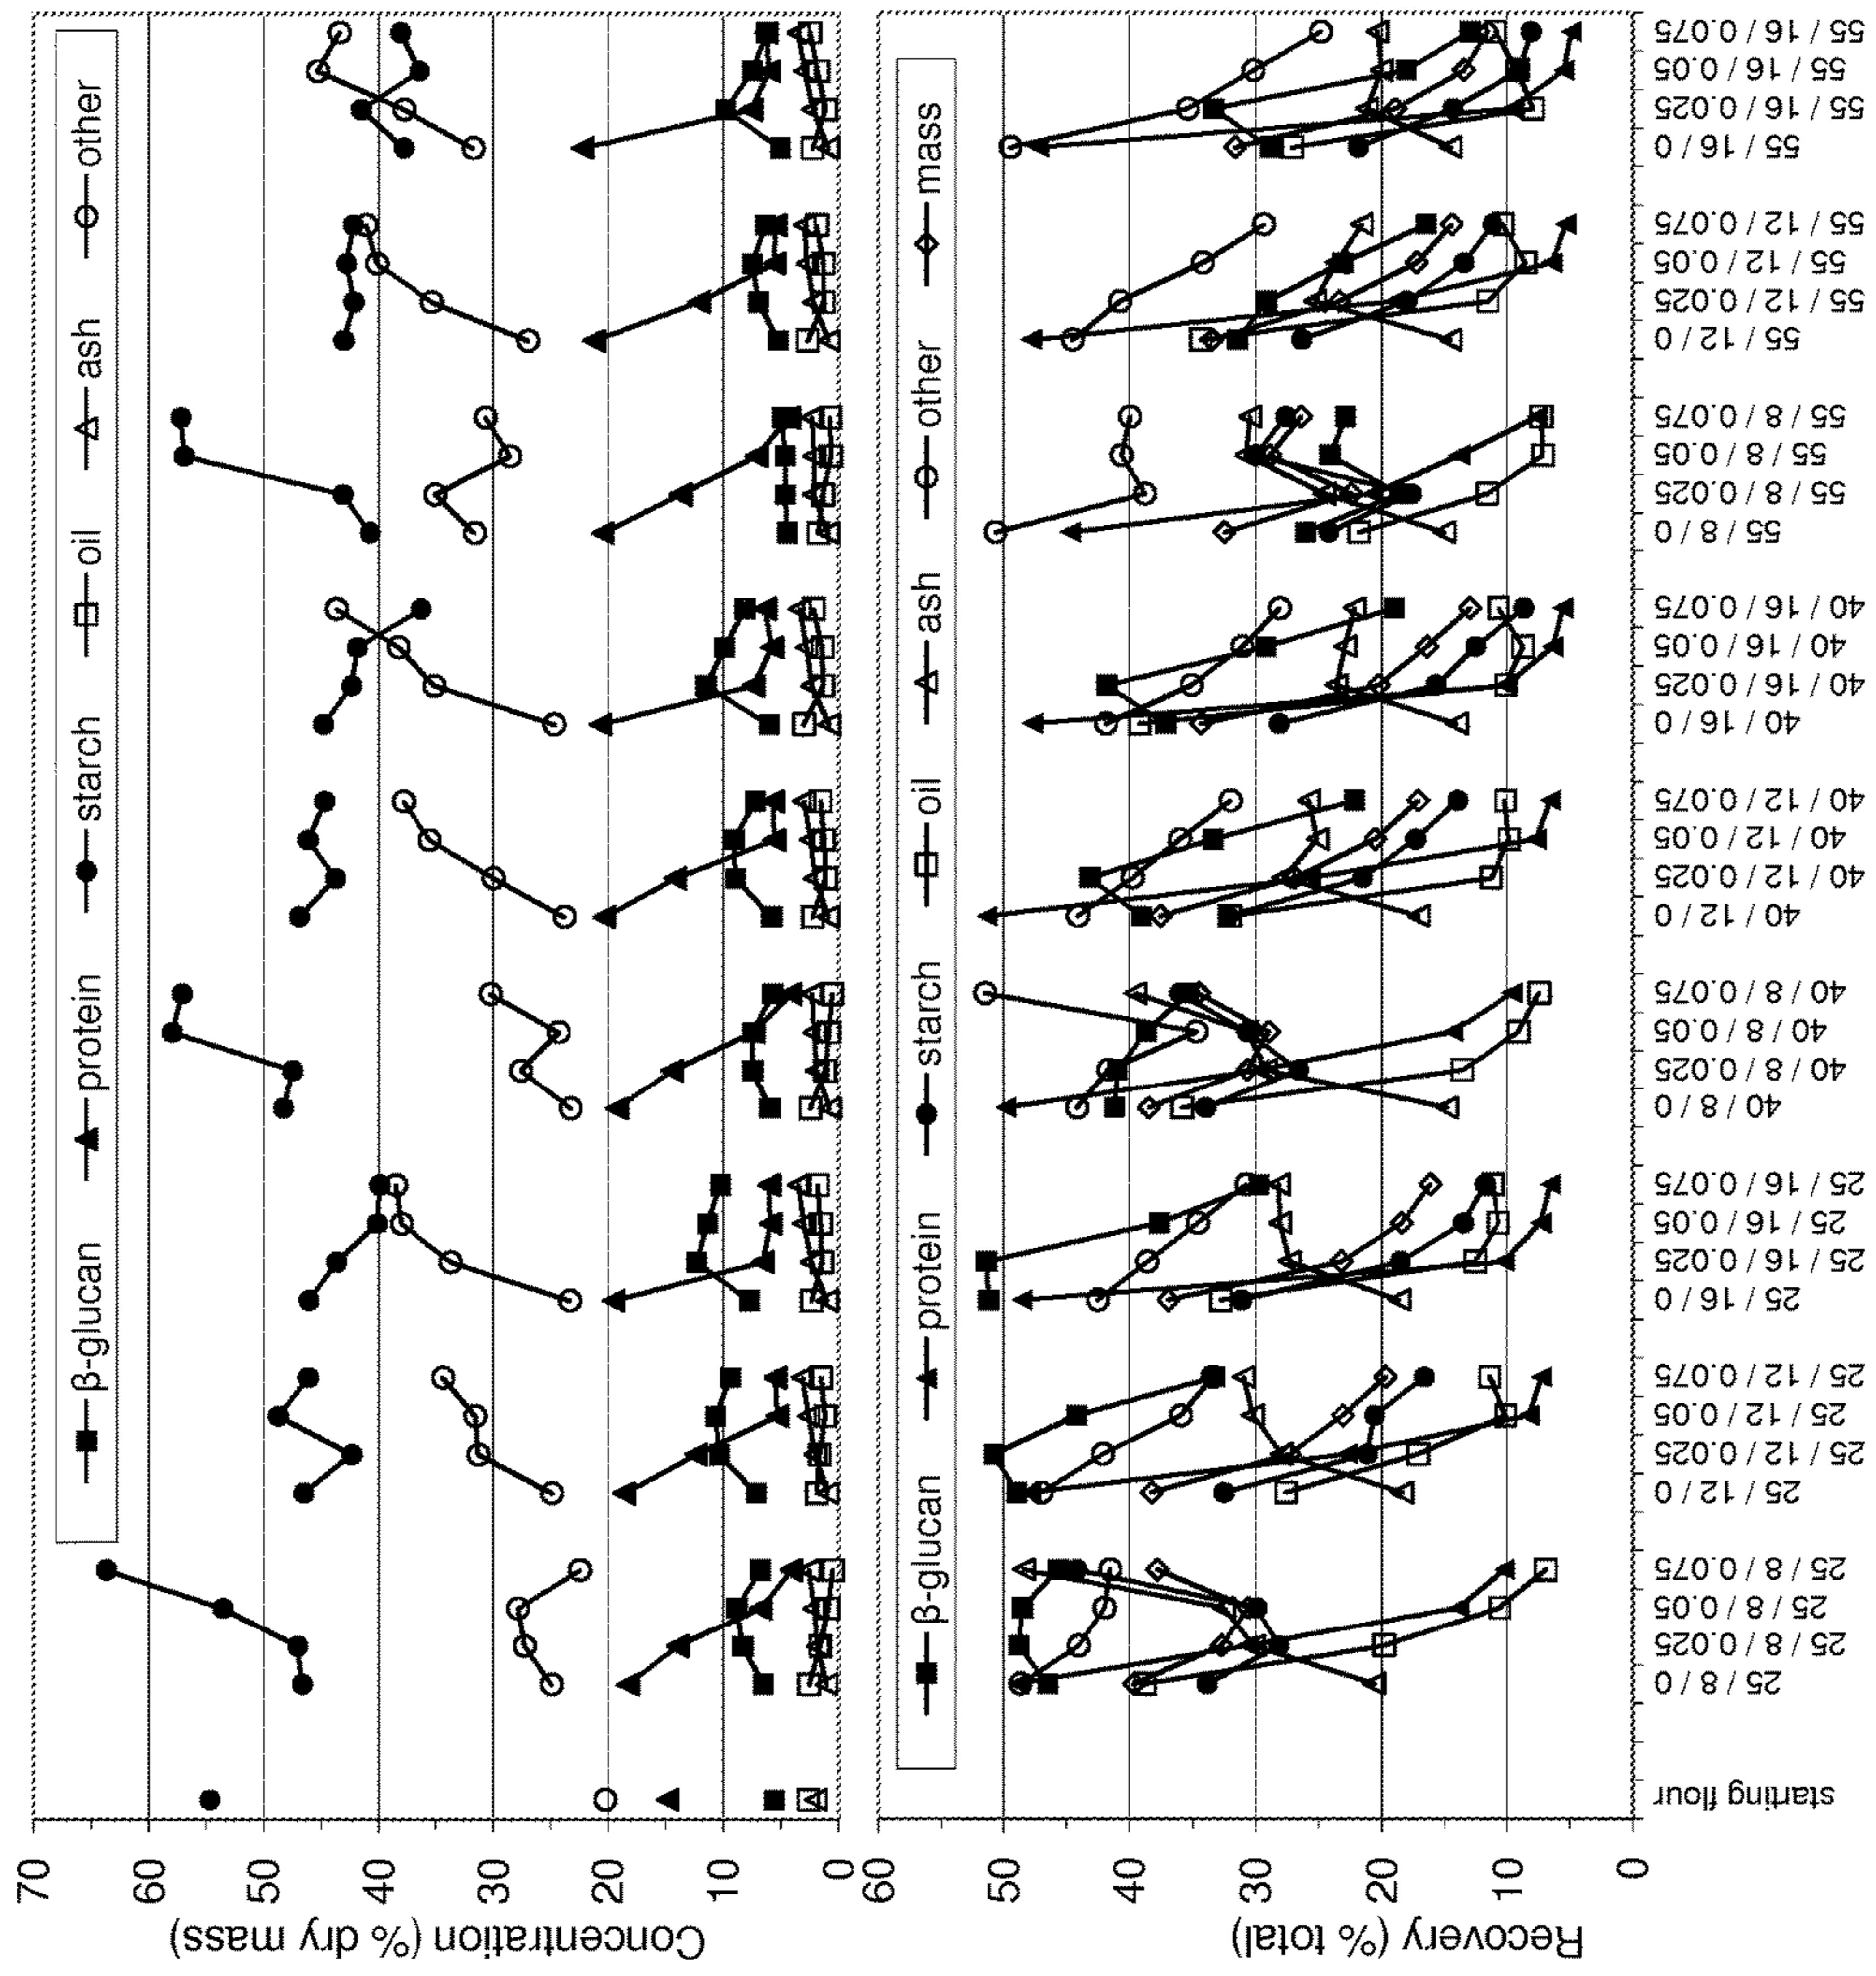 β-glucan protein starch oil ash other
70
60
50
40
30
20
10
0
Concentration (% dry mass)
β-glucan protein starch oil ash other mass
60
50
40
30
20
10
0
Recovery (% total)
starting flour
25 / 8 / 0
25 / 8 / 0.025
25 / 8 / 0.05
25 / 8 / 0.075
25 / 12 / 0
25 / 12 / 0.025
25 / 12 / 0.05
25 / 12 / 0.075
25 / 16 / 0
25 / 16 / 0.025
25 / 16 / 0.05
25 / 16 / 0.075
40 / 8 / 0
40 / 8 / 0.025
40 / 8 / 0.05
40 / 8 / 0.075
40 / 12 / 0
40 / 12 / 0.025
40 / 12 / 0.05
40 / 12 / 0.075
40 / 16 / 0
40 / 16 / 0.025
40 / 16 / 0.05
40 / 16 / 0.075
55 / 8 / 0
55 / 8 / 0.025
55 / 8 / 0.05
55 / 8 / 0.075
55 / 12 / 0
55 / 12 / 0.025
55 / 12 / 0.05
55 / 12 / 0.075
55 / 16 / 0
55 / 16 / 0.025
55 / 16 / 0.05
55 / 16 / 0.075